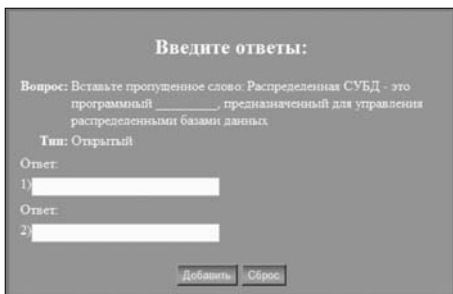 Введите ответы:
Вопрос: Вставьте пропущенное слово: Распределенная СУБД - это
программный _________, предназначенный для управления
распределенными базами данных
Тип: Открытый
Ответ:
1)
Ответ:
2)
Добавить Сброс